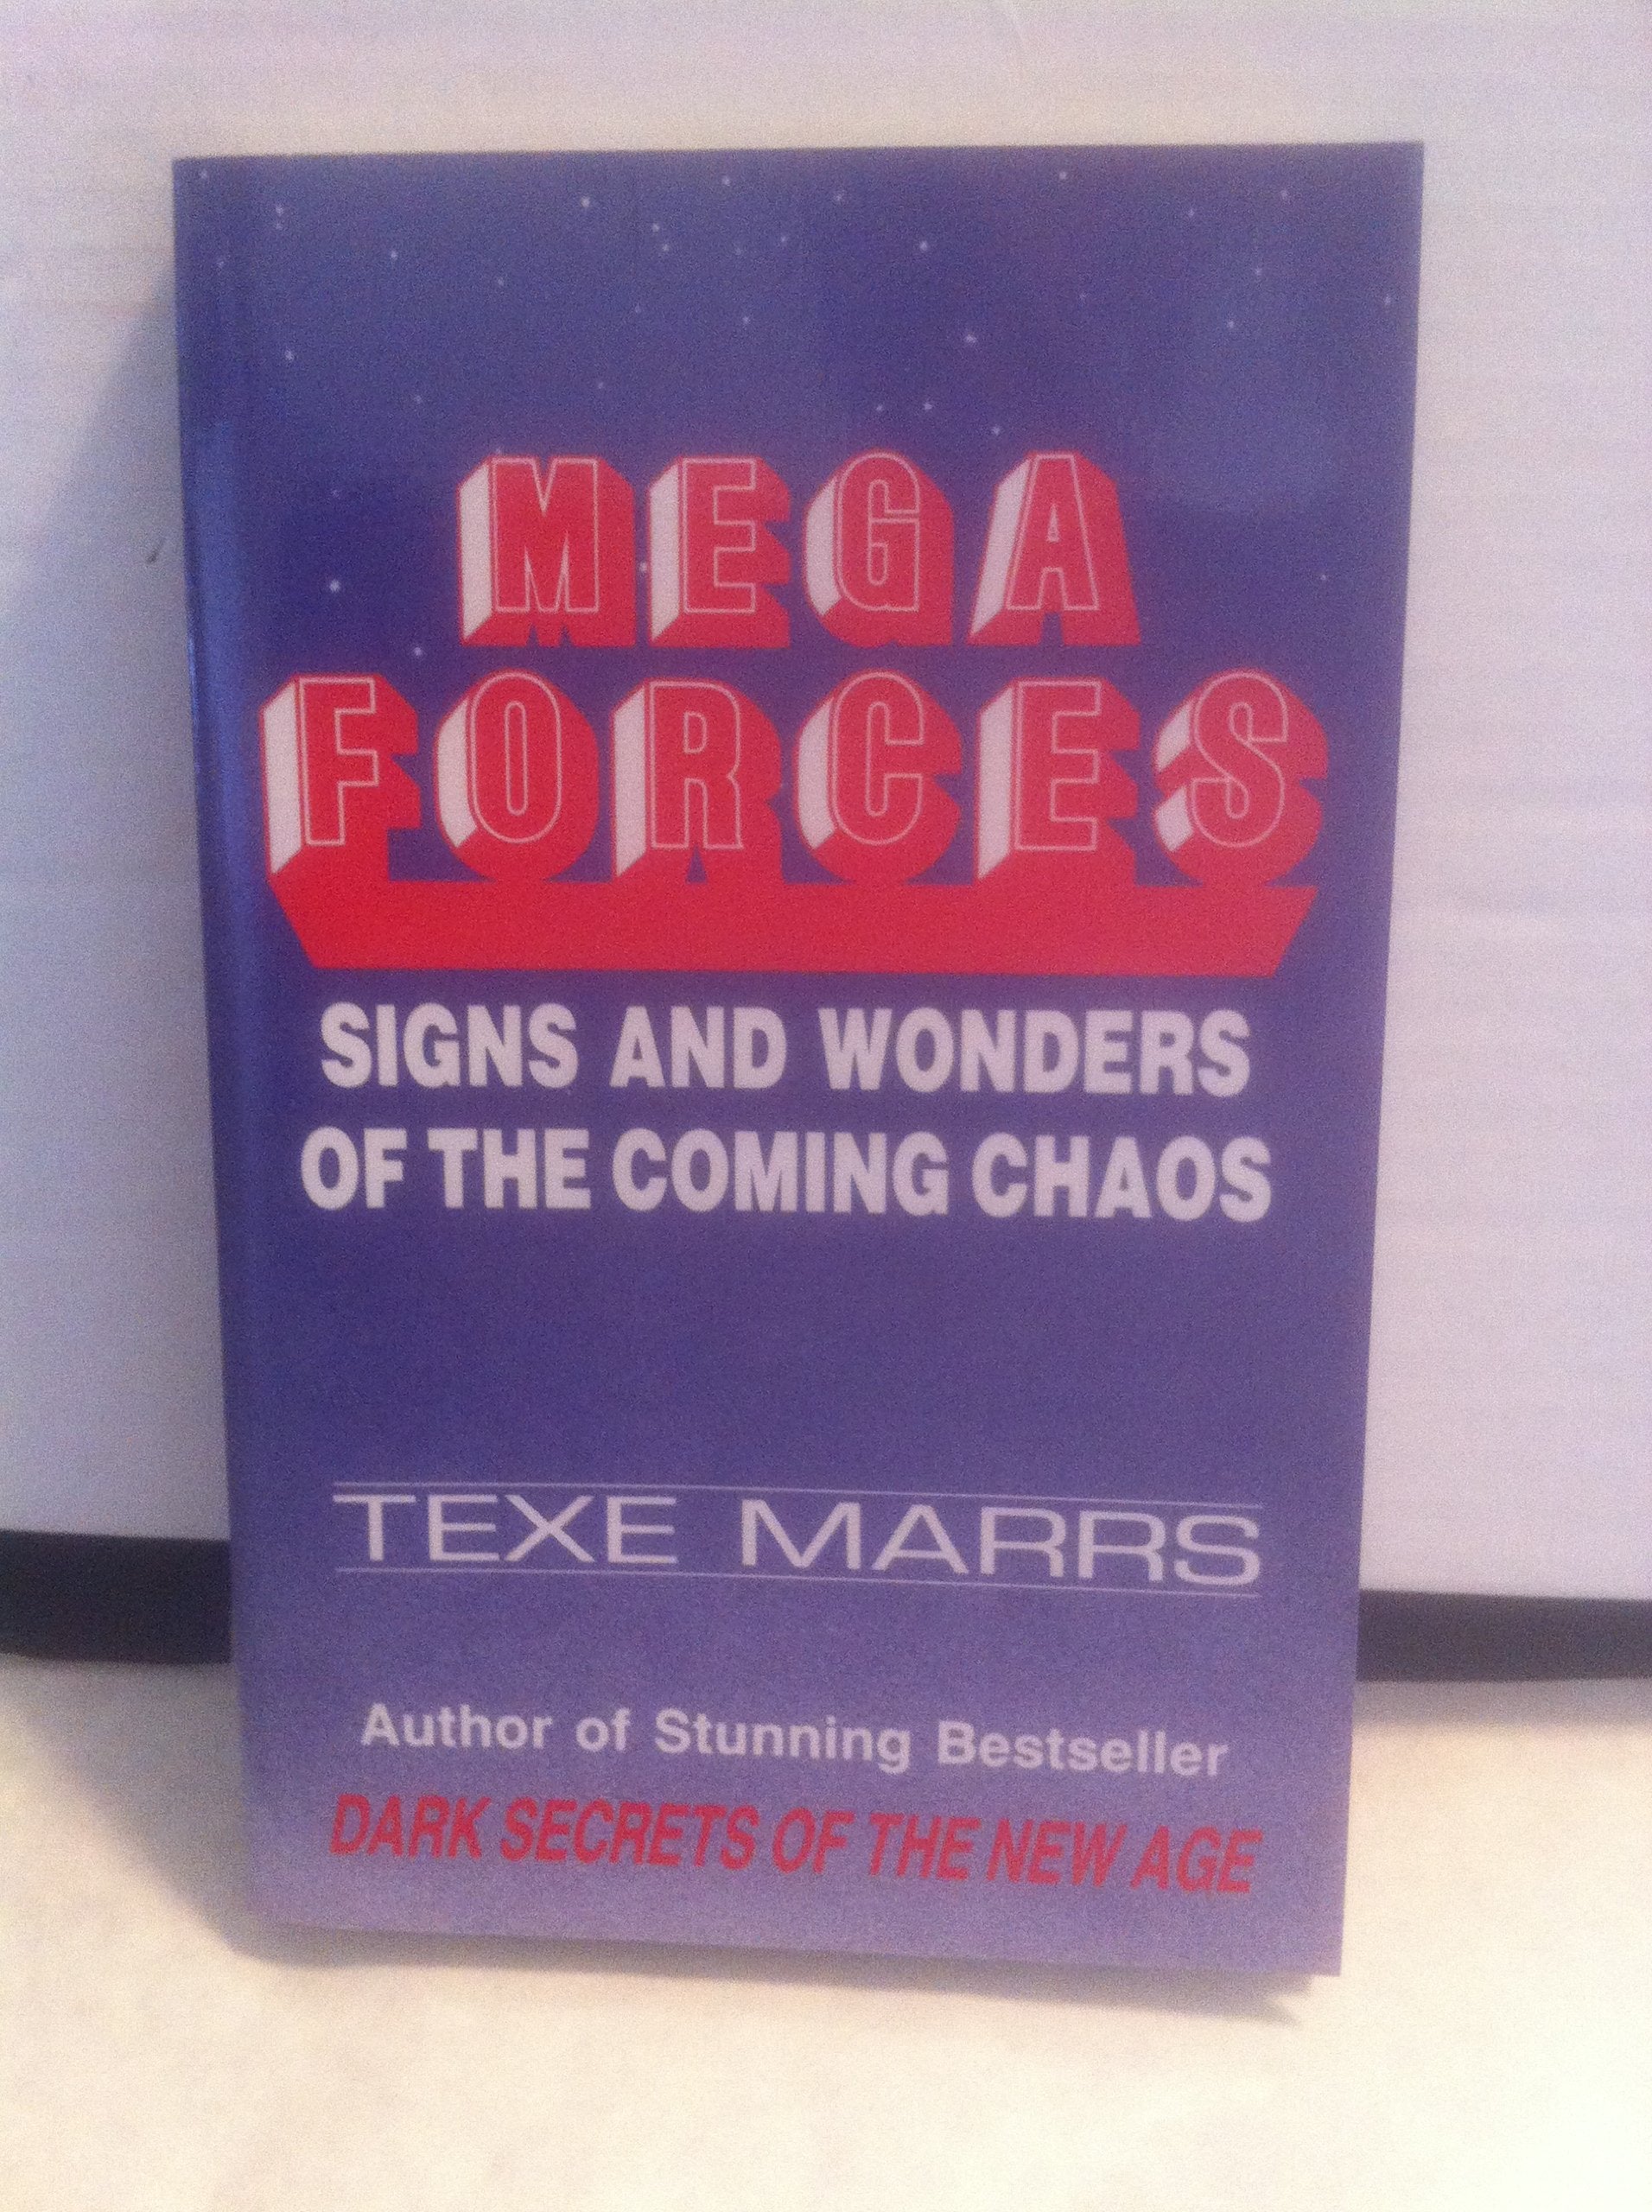 MEGA
FORCES
SIGNS AND WONDERS
OF THE COMING CHAOS
TEXE MARRS
Author of Stunning Bestseller
DARK SECRETS OF THE NEW AGE